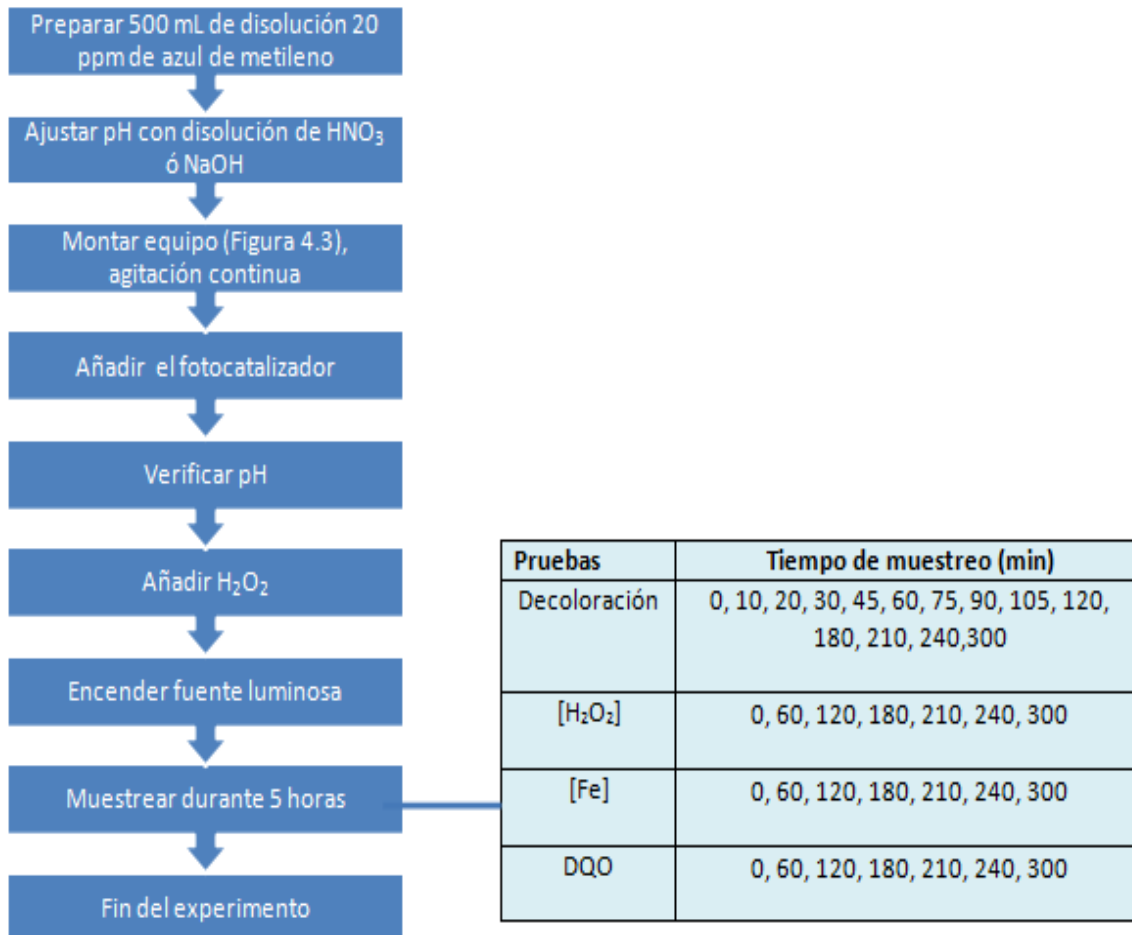 Preparar 500 mL de disolución 20
ppm de azul de metileno
Ajustar pH con disolución de HNO₃
ó NaOH
Montar equipo (Figura 4.3),
agitación continua
Añadir el fotocatalizador
Verificar pH
Añadir H₂O₂
Encender fuente luminosa
Muestrear durante 5 horas
Fin del experimento
Pruebas Tiempo de muestreo (min)
Decoloración 0, 10, 20, 30, 45, 60, 75, 90, 105, 120,
180, 210, 240,300
[H₂O₂] 0, 60, 120, 180, 210, 240, 300
[Fe] 0, 60, 120, 180, 210, 240, 300
DQO 0, 60, 120, 180, 210, 240, 300